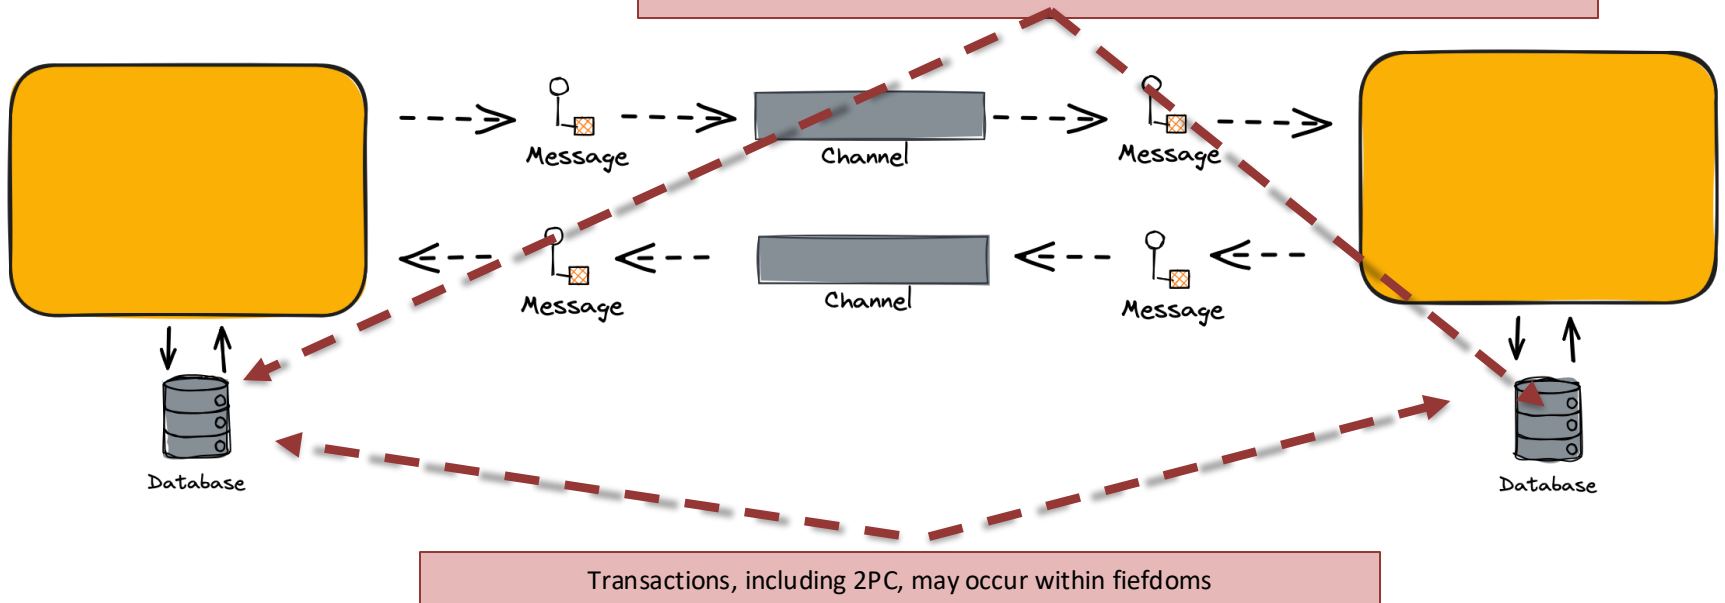 Message
Channel
Message
Message
Channel
Message
Database
Database
Transactions, including 2PC, may occur within fiefdoms